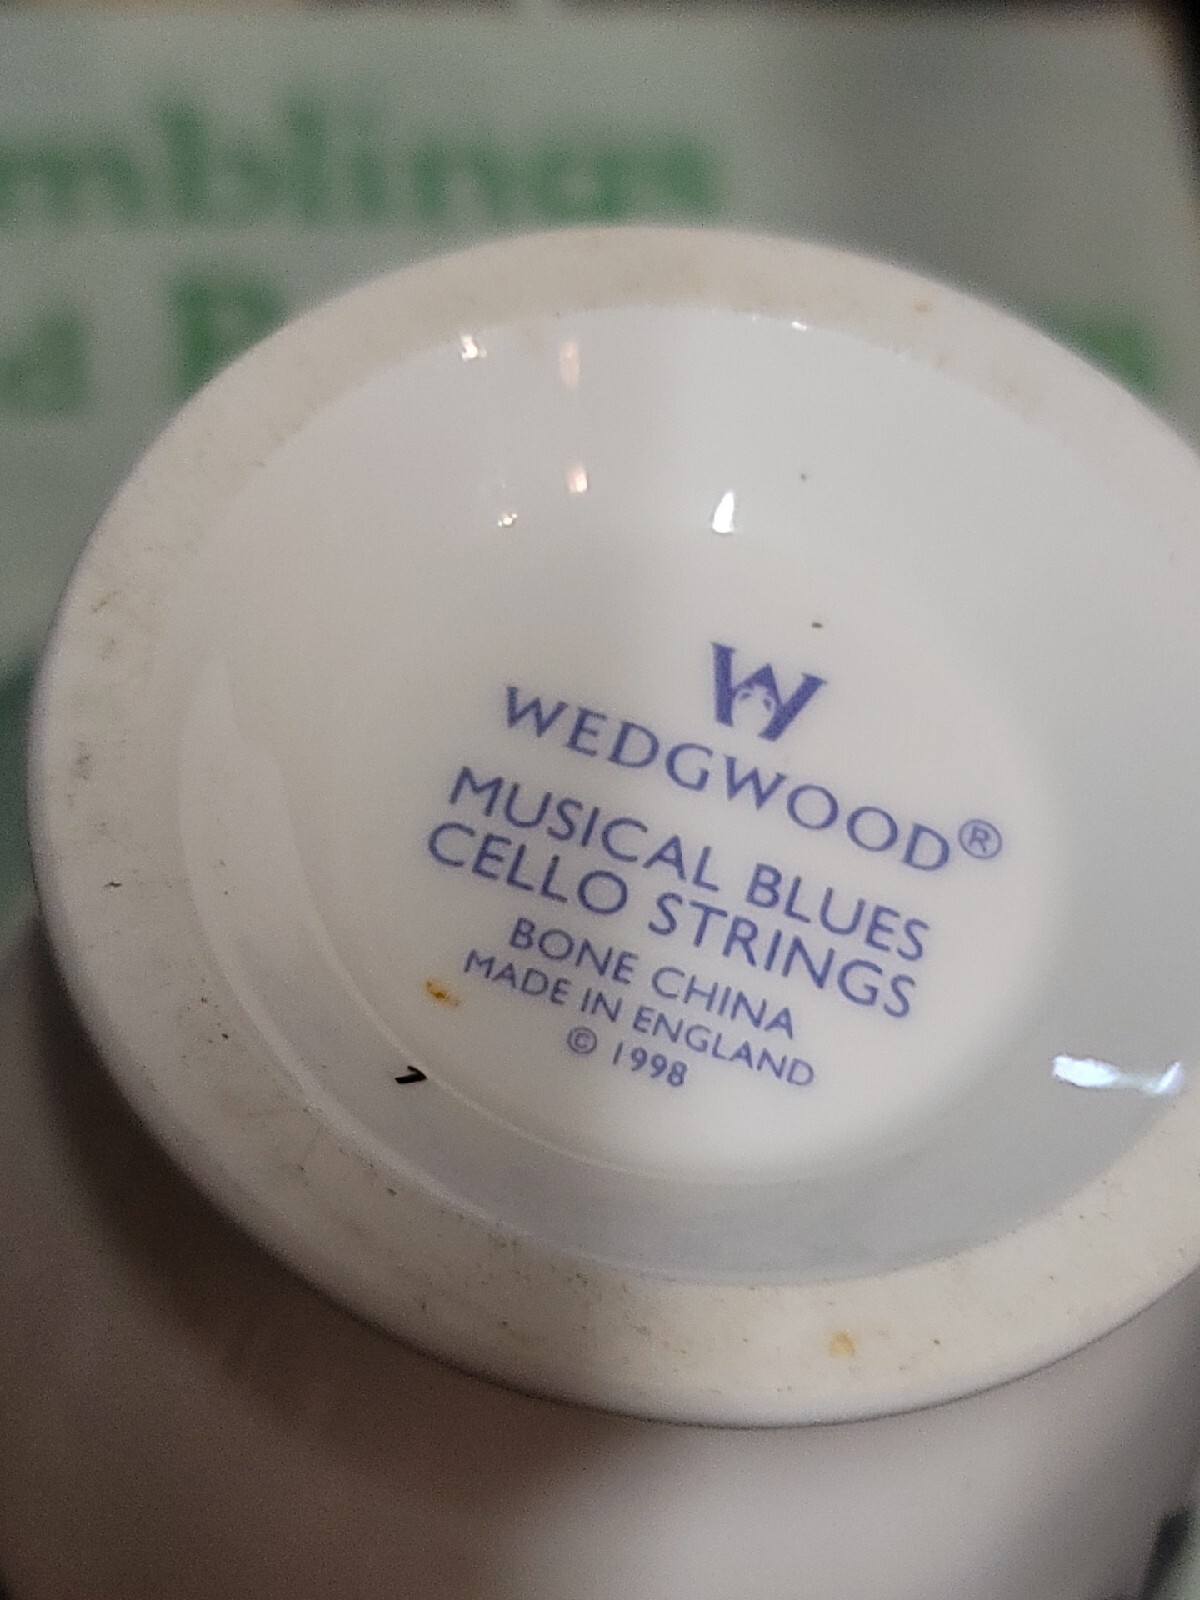 W
WEDGWOOD®
MUSICAL BLUES
CELLO STRINGS
BONE CHINA
MADE IN ENGLAND
© 1998